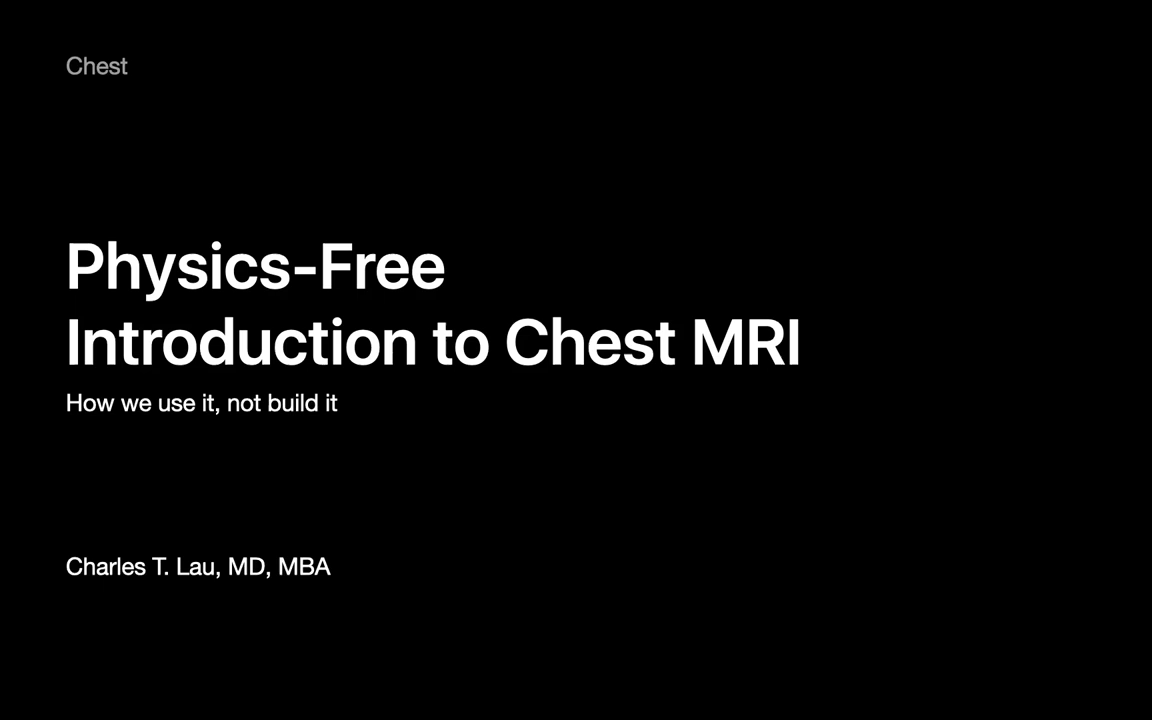 Chest
Physics-Free
Introduction to Chest MRI
How we use it, not build it
Charles T. Lau, MD, MBA